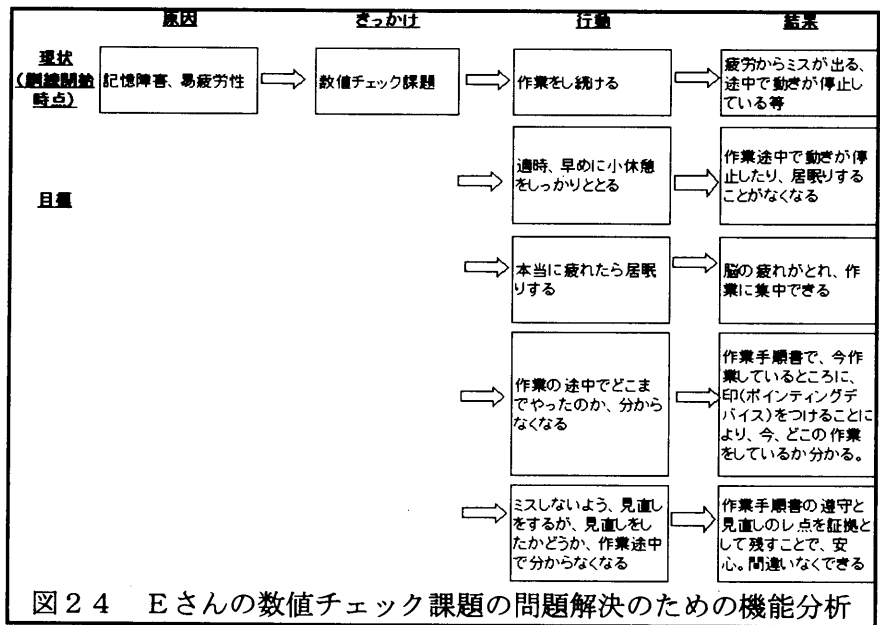 原因 きっかけ 行動 結果
現状
(訓練開始
時点)
記憶障害、易疲労性
数値チェック課題
作業をし続ける
疲労からミスが出る、
途中で動きが停止し
ている等
目標
適時、早めに小休憩
をしっかりととる
作業途中で動きが停
止したり、居眠りする
ことがなくなる
本当に疲れたら居眠
りする
脳の疲れがとれ、作
業に集中できる
作業の途中でどこま
でやったのか、分から
なくなる
作業手順書で、今作
業しているところに、
印(ポインティングデ
バイス)をつけることに
より、今、どこの作業
をしているか分かる。
ミスしないよう、見直し
をするが、見直しをし
たかどうか、作業途中
で分からなくなる
作業手順書の遵守と
見直しのレ点を証拠と
して残すことで、安
心。間違いなくできる
図24 Eさんの数値チェック課題の問題解決のための機能分析